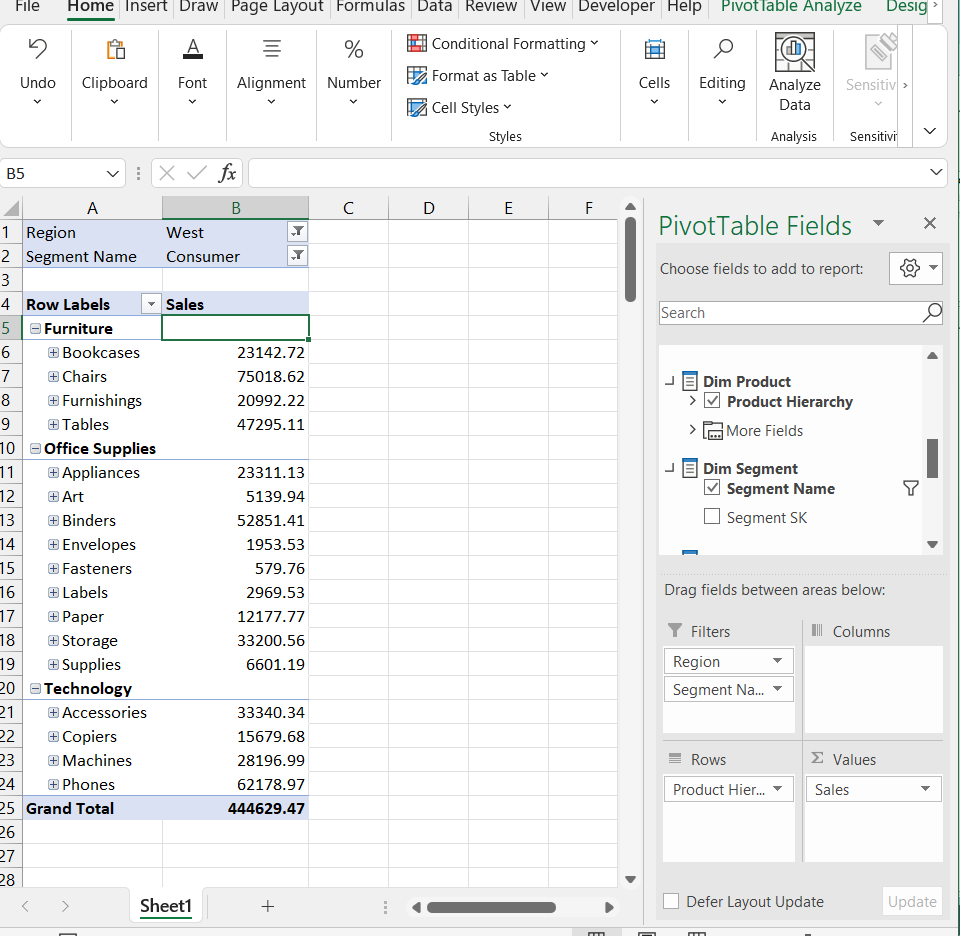 File Home Insert Draw Page Layout Formulas Data Review View Developer Help PivotTable Analyze Desig
Undo
Clipboard
Font
Alignment
%
Number
Conditional Formatting
Format as Table
Cell Styles
Styles
Cells
Editing
Analyze
Data
Analysis
Sensitiv
Sensitivi
B5
fx
A B C D E F
1 Region West
2 Segment Name Consumer
3
4 Row Labels Sales
5 Furniture
6 Bookcases 23142.72
7 Chairs 75018.62
8 Furnishings 20992.22
9 Tables 47295.11
10 Office Supplies
11 Appliances 23311.13
12 Art 5139.94
13 Binders 52851.41
14 Envelopes 1953.53
15 Fasteners 579.76
16 Labels 2969.53
17 Paper 12177.77
18 Storage 33200.56
19 Supplies 6601.19
20 Technology
21 Accessories 33340.34
22 Copiers 15679.68
23 Machines 28196.99
24 Phones 62178.97
25 Grand Total 444629.47
26
27
28
Sheet1
PivotTable Fields
Choose fields to add to report:
Search
Dim Product
Product Hierarchy
More Fields
Dim Segment
Segment Name
Segment SK
Drag fields between areas below:
Filters
Region
Segment Na...
Columns
Rows
Product Hier...
Σ Values
Sales
Defer Layout Update
Update